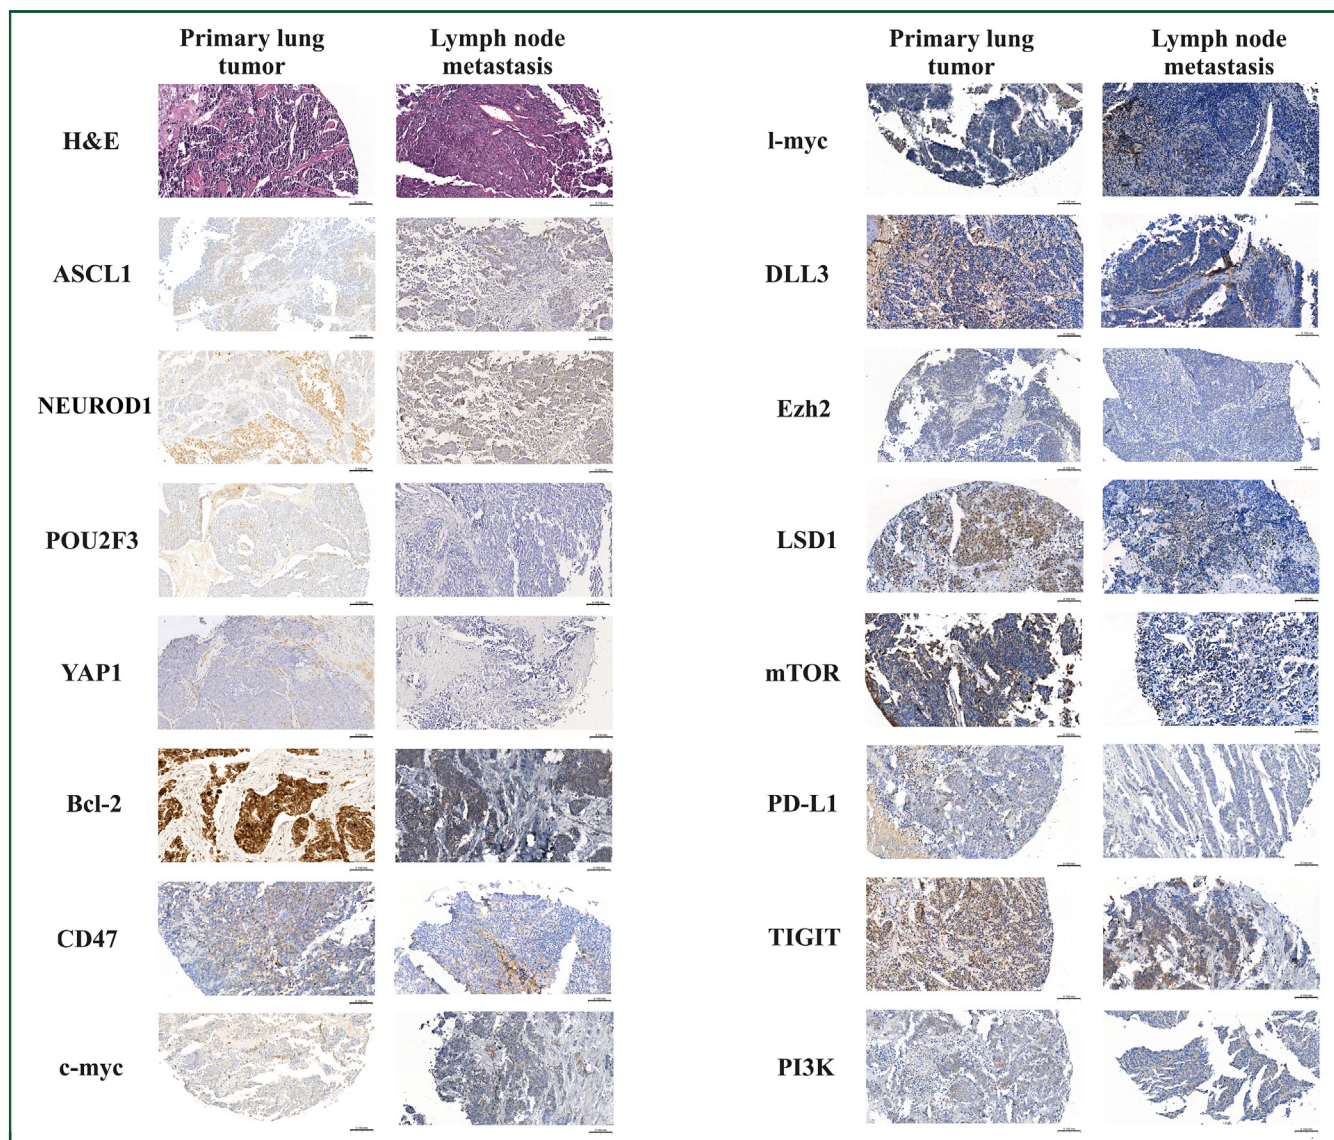 Primary lung
tumor
Lymph node
metastasis
H&E
ASCL1
NEUROD1
POU2F3
YAP1
Bcl-2
CD47
c-myc
Primary lung
tumor
Lymph node
metastasis
l-myc
DLL3
Ezh2
LSD1
mTOR
PD-L1
TIGIT
PI3K